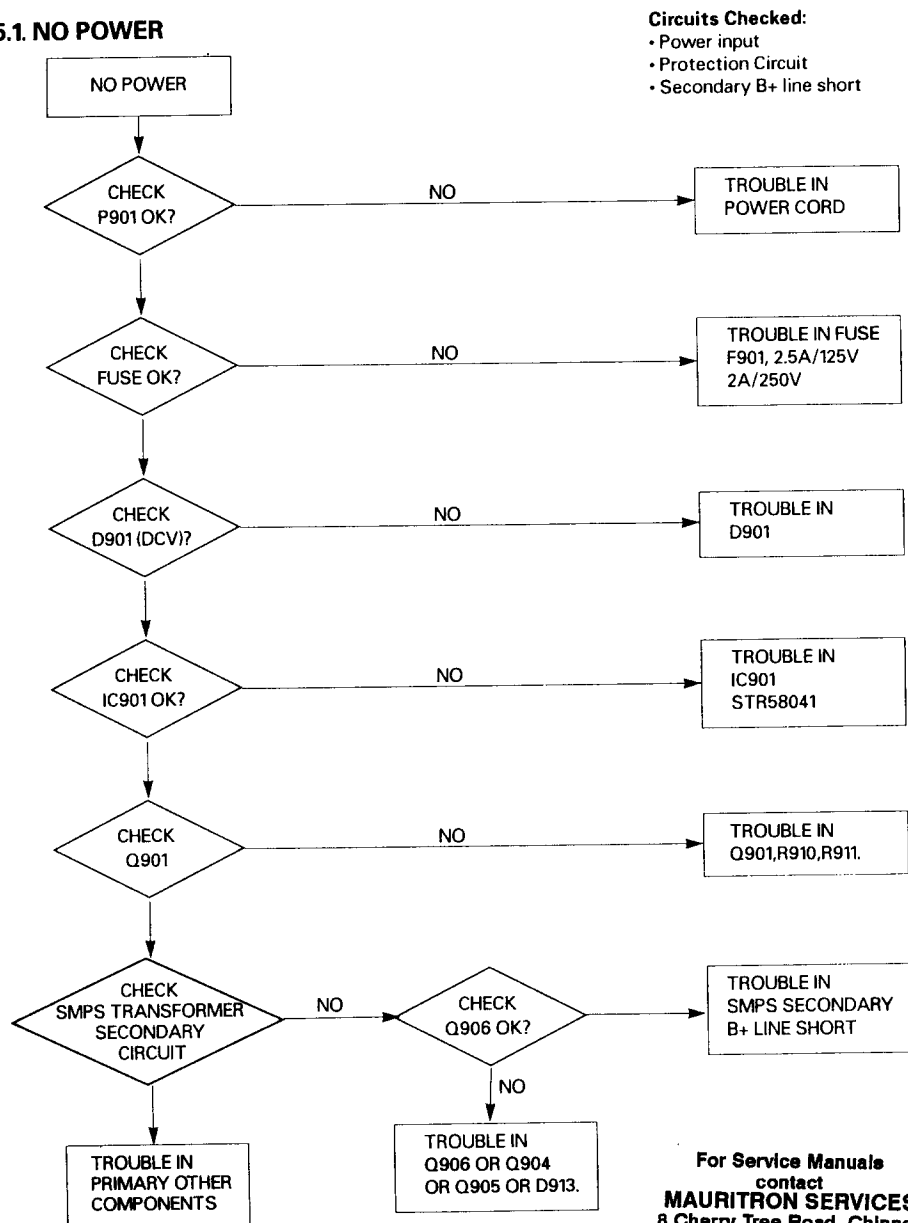 5.1. NO POWER
Circuits Checked:
• Power input
• Protection Circuit
• Secondary B+ line short
NO POWER
CHECK
P901 OK?
NO
TROUBLE IN
POWER CORD
CHECK
FUSE OK?
NO
TROUBLE IN FUSE
F901, 2.5A/125V
2A/250V
CHECK
D901 (DCV)?
NO
TROUBLE IN
D901
CHECK
IC901 OK?
NO
TROUBLE IN
IC901
STR58041
CHECK
Q901
NO
TROUBLE IN
Q901,R910,R911.
CHECK
SMPS TRANSFORMER
SECONDARY
CIRCUIT
NO
CHECK
Q906 OK?
TROUBLE IN
SMPS SECONDARY
B+ LINE SHORT
NO
TROUBLE IN
PRIMARY OTHER
COMPONENTS
TROUBLE IN
Q906 OR Q904
OR Q905 OR D913.
For Service Manuals
contact
MAURITRON SERVICES
8 Cherry Tree Road, Chinno